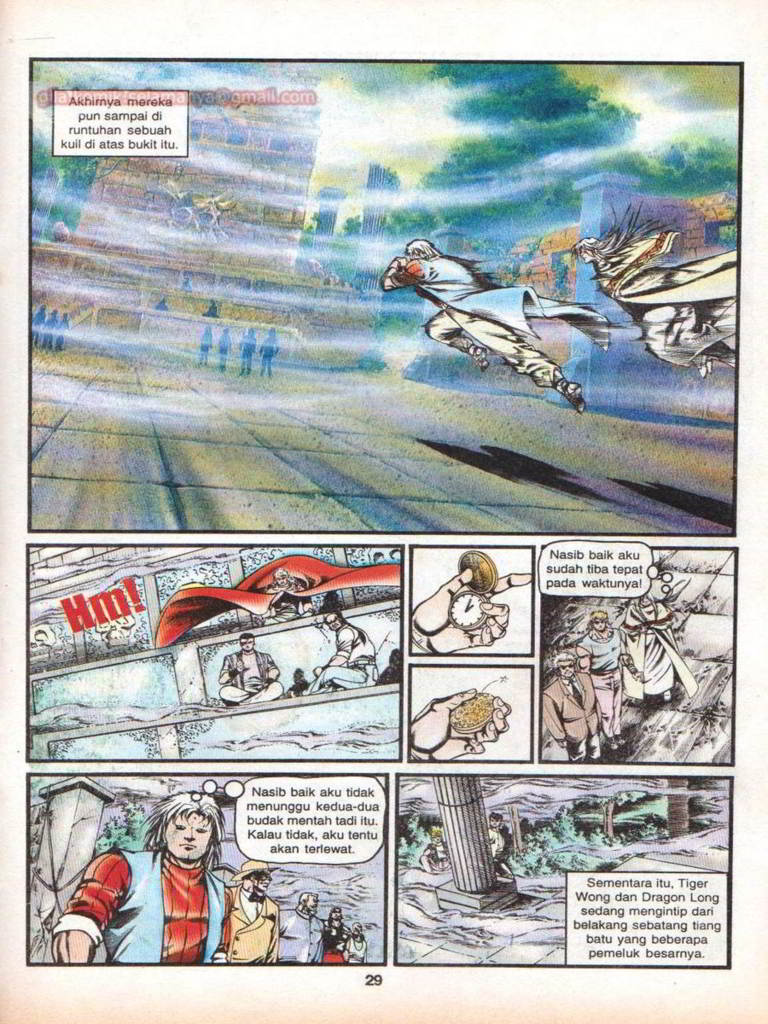 Akhirnya mereka
pun sampai di
runtuhan sebuah
kuil di atas bukit itu.
Hm!
Nasib baik aku
sudah tiba tepat
pada waktunya!
Nasib baik aku tidak
menunggu kedua-dua
budak mentah tadi itu.
Kalau tidak, aku tentu
akan terlewat.
Sementara itu, Tiger
Wong dan Dragon Long
sedang mengintip dari
belakang sebatang tiang
batu yang beberapa
pemeluk besarnya.
29